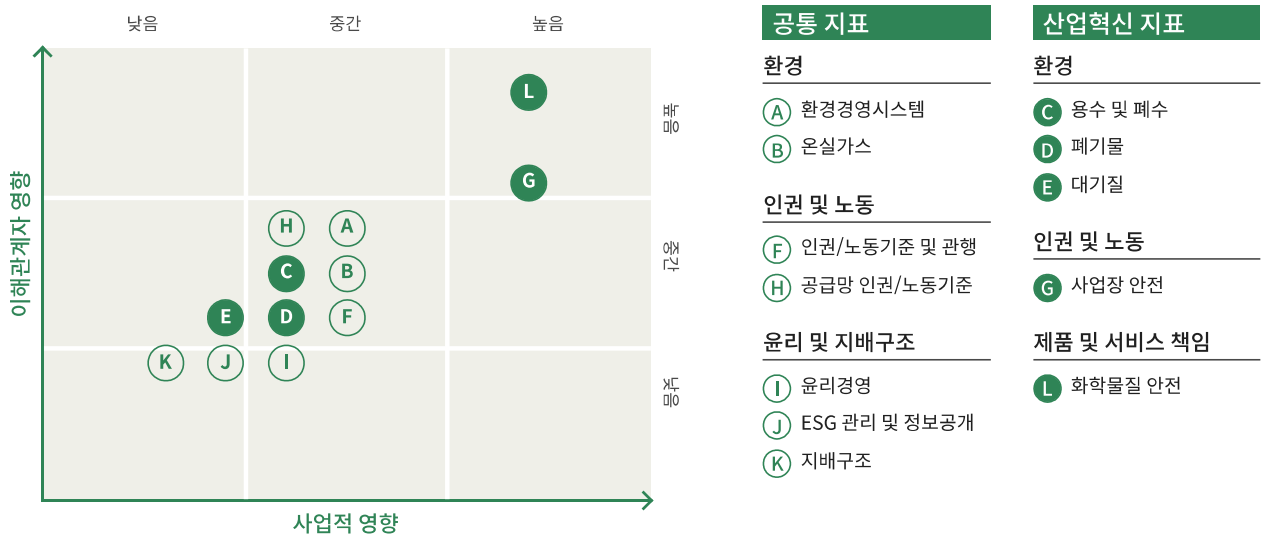 낮음 중간 높음
이해관계자 영향
L
G
H A
C B
E D F
K J I
높음
중간
낮음
사업적 영향
공통 지표
환경
A 환경경영시스템
B 온실가스
인권 및 노동
F 인권/노동기준 및 관행
H 공급망 인권/노동기준
윤리 및 지배구조
I 윤리경영
J ESG 관리 및 정보공개
K 지배구조
산업혁신 지표
환경
C 용수 및 폐수
D 폐기물
E 대기질
인권 및 노동
G 사업장 안전
제품 및 서비스 책임
L 화학물질 안전